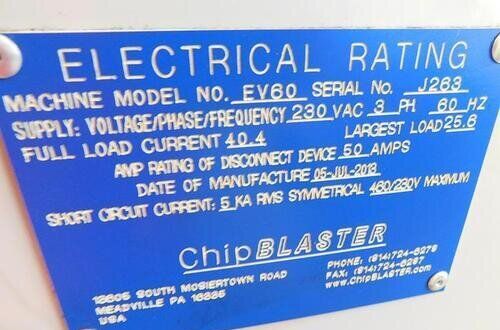 ELECTRICAL RATING
MACHINE MODEL NO. EV60 SERIAL No. J263
SUPPLY: VOLTAGE/PHASE/FREQUENCY 230 VAC 3 PH 60 HZ
FULL LOAD CURRENT 40.4 LARGEST LOAD 25.6
AMP RATING OF DISCONNECT DEVICE 50 AMPS
DATE OF MANUFACTURE 05-JUL-2013
SHORT CIRCUIT CURRENT: 5 KA RMS SYMMETRICAL 460/230V MAXIMUM
ChipBLASTER
13605 SOUTH MOSIERTOWN ROAD
MEADVILLE PA 16335
USA
PHONE: (814)724-6278
FAX: (814)724-6287
www.ChipBLASTER.com